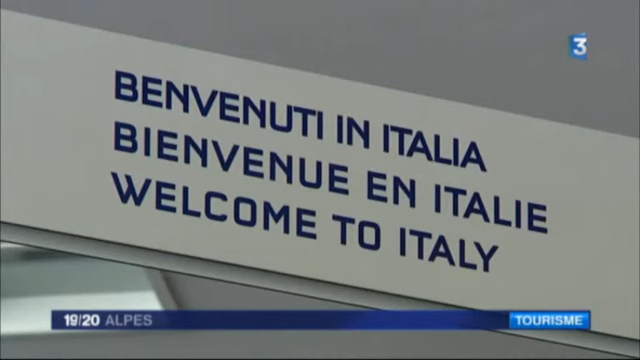 3
BENVENUTI IN ITALIA
BIENVENUE EN ITALIE
WELCOME TO ITALY
19/20 ALPES
TOURISME